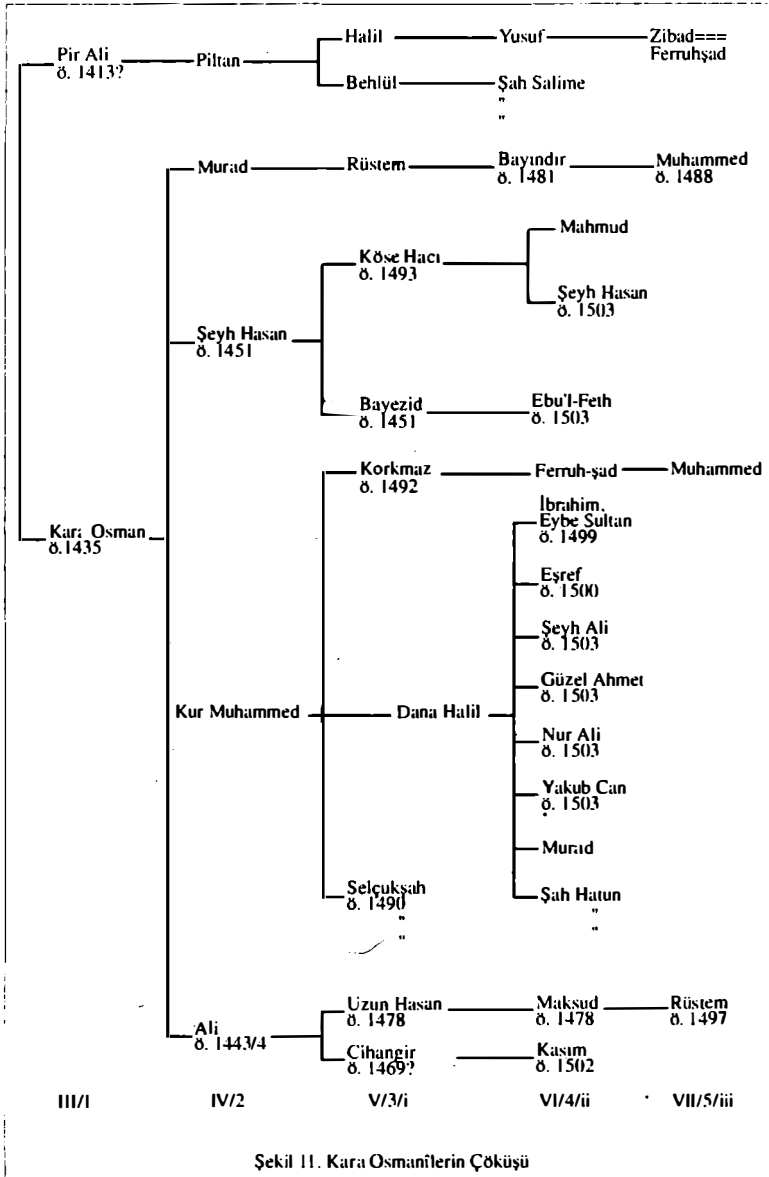 Halil Yusuf Zibad===
Pir Ali Piltan Ferruhşad
ö. 1413?
Behlül Şah Salime
"
"
Murad Rüstem Bayındır Muhammed
ö. 1481 ö. 1488
Mahmud
Köse Hacı
ö. 1493
Şeyh Hasan
ö. 1503
Şeyh Hasan
ö. 1451
Bayezid Ebu'l-Feth
ö. 1451 ö. 1503
Korkmaz Ferruh-şad Muhammed
ö. 1492
İbrahim,
Eybe Sultan
ö. 1499
Kara Osman
ö.1435
Eşref
ö. 1500
Şeyh Ali
ö. 1503
Güzel Ahmet
ö. 1503
Kur Muhammed Dana Halil
Nur Ali
ö. 1503
Yakub Can
ö. 1503
Murad
Selçukşah Şah Hatun
ö. 1490
" "
" "
Uzun Hasan Maksud Rüstem
ö. 1478 ö. 1478 ö. 1497
Ali
ö. 1443/4
Cihangir Kasım
ö. 1469? ö. 1502
III/1 IV/2 V/3/i VI/4/ii VII/5/iii
Şekil 11. Kara Osmanîlerin Çöküşü